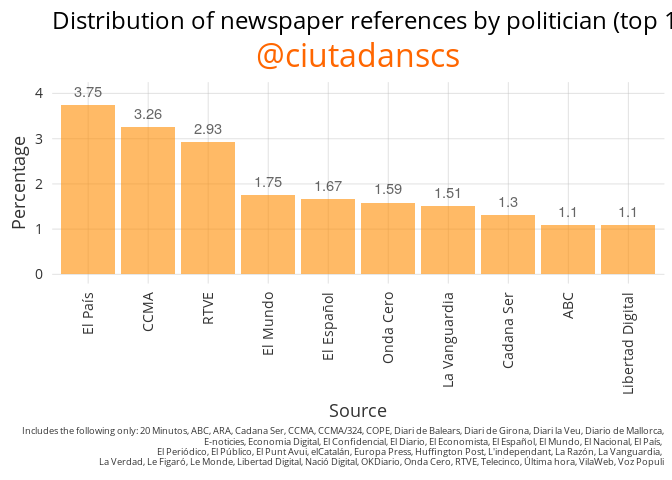 Distribution of newspaper references by politician (top 1
@ciutadanscs
Percentage
4
3
2
1
0
3.75
3.26
2.93
1.75
1.67
1.59
1.51
1.3
1.1
1.1
El País
CCMA
RTVE
El Mundo
El Español
Onda Cero
La Vanguardia
Cadana Ser
ABC
Libertad Digital
Source
Includes the following only: 20 Minutos, ABC, ARA, Cadana Ser, CCMA, CCMA/324, COPE, Diari de Balears, Diari de Girona, Diari la Veu, Diario de Mallorca,
E-noticies, Economia Digital, El Confidencial, El Diario, El Economista, El Español, El Mundo, El Nacional, El País,
El Periódico, El Público, El Punt Avui, elCatalán, Europa Press, Huffington Post, L'independant, La Razón, La Vanguardia,
La Verdad, Le Figaró, Le Monde, Libertad Digital, Nació Digital, OKDiario, Onda Cero, RTVE, Telecinco, Última hora, VilaWeb, Voz Populi